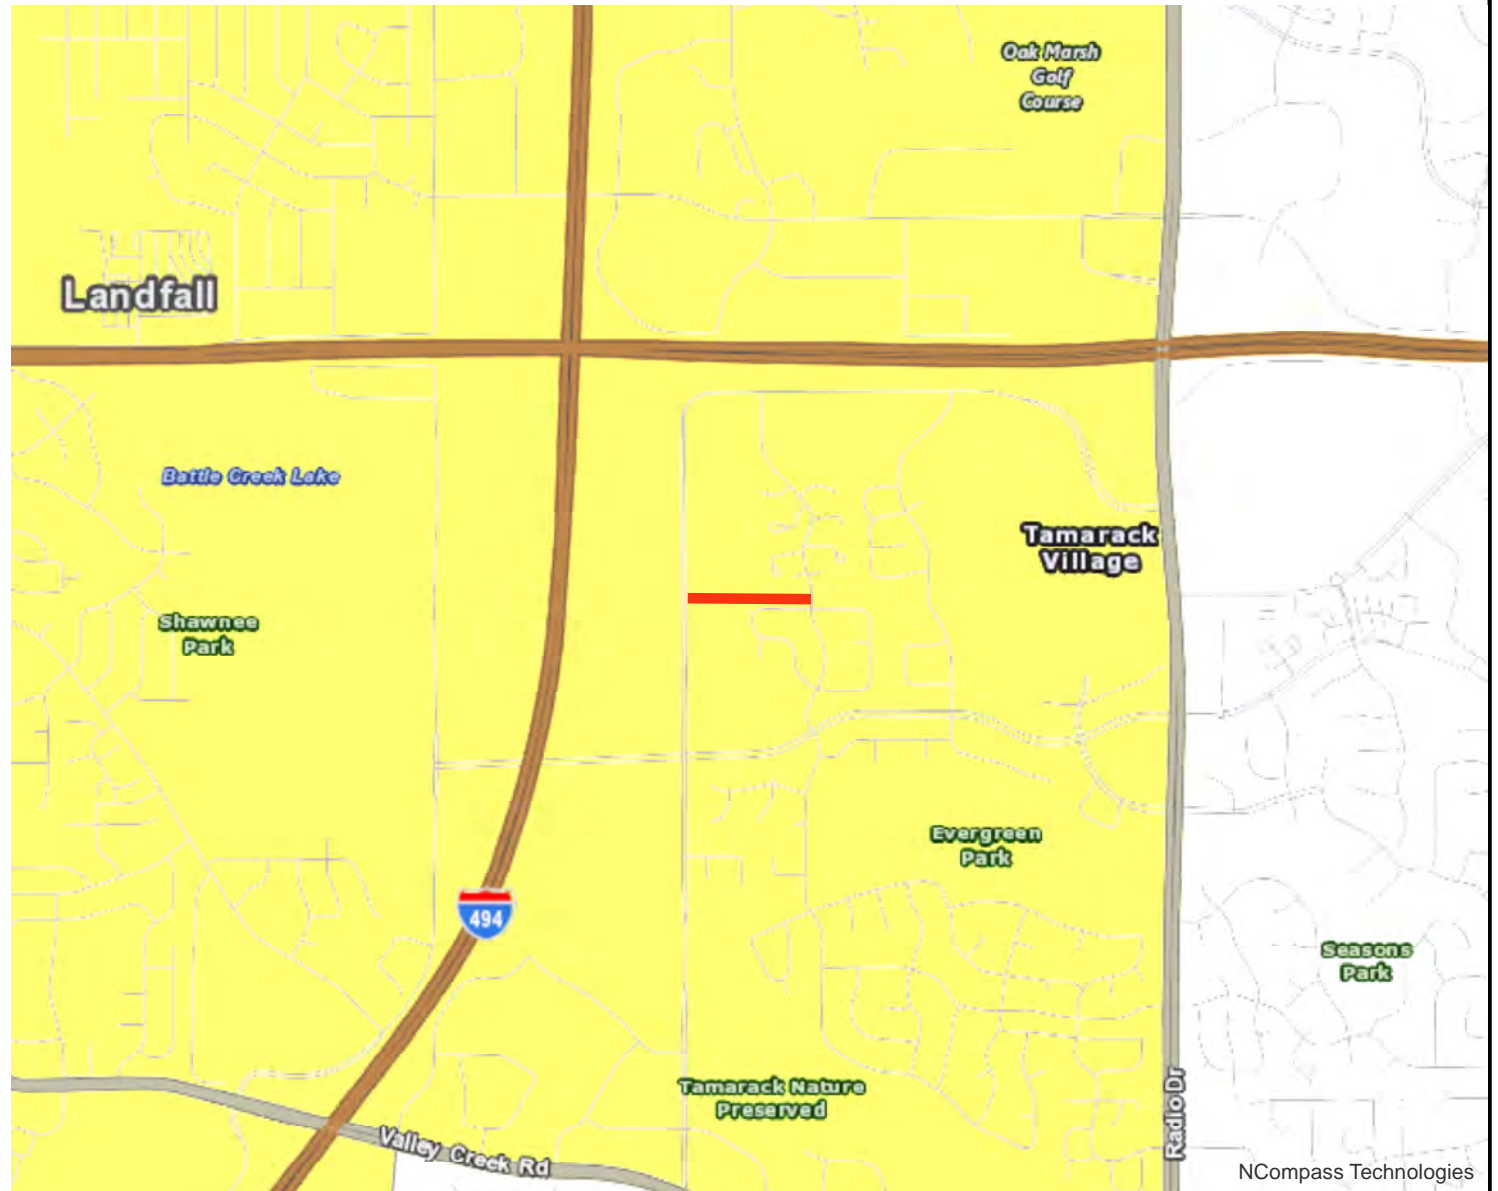 Oak Marsh
Golf
Course
Landfall
Battle Creek Lake
Tamarack
Village
Shawnee
Park
Evergreen
Park
494
Seasons
Park
Tamarack Nature
Preserved
Radio Dr
Valley Creek Rd
NCompass Technologies